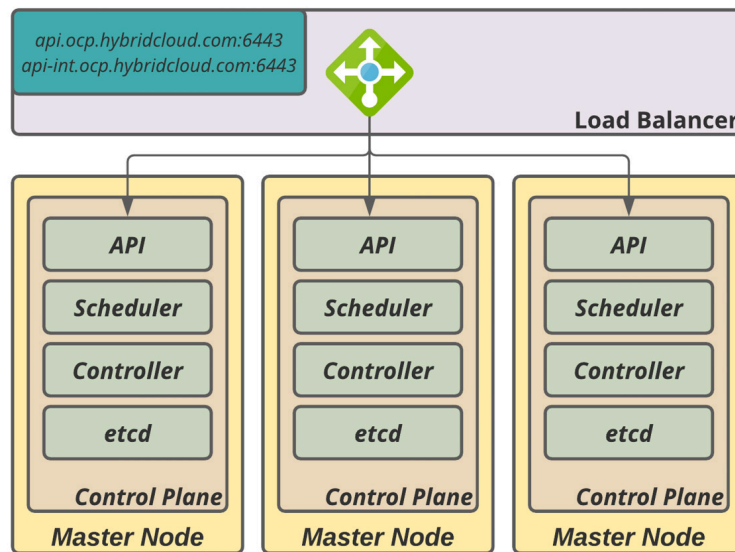 api.ocp.hybridcloud.com:6443
api-int.ocp.hybridcloud.com:6443
Load Balancer
API
Scheduler
Controller
etcd
Control Plane
Master Node
API
Scheduler
Controller
etcd
Control Plane
Master Node
API
Scheduler
Controller
etcd
Control Plane
Master Node